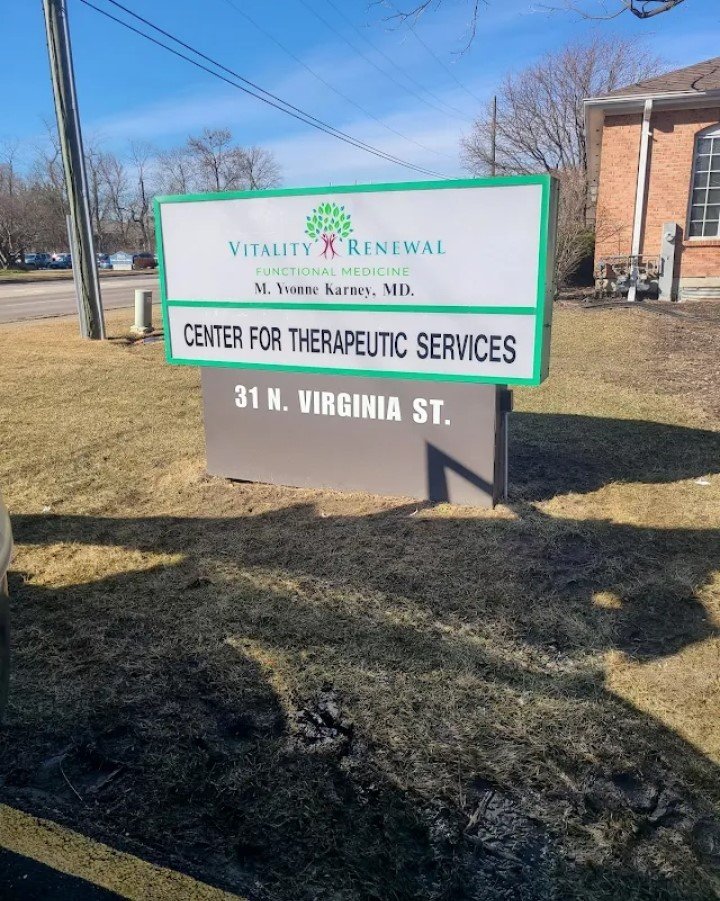 VITALITY RENEWAL
FUNCTIONAL MEDICINE
M. Yvonne Karney, MD.
CENTER FOR THERAPEUTIC SERVICES
31 N. VIRGINIA ST.